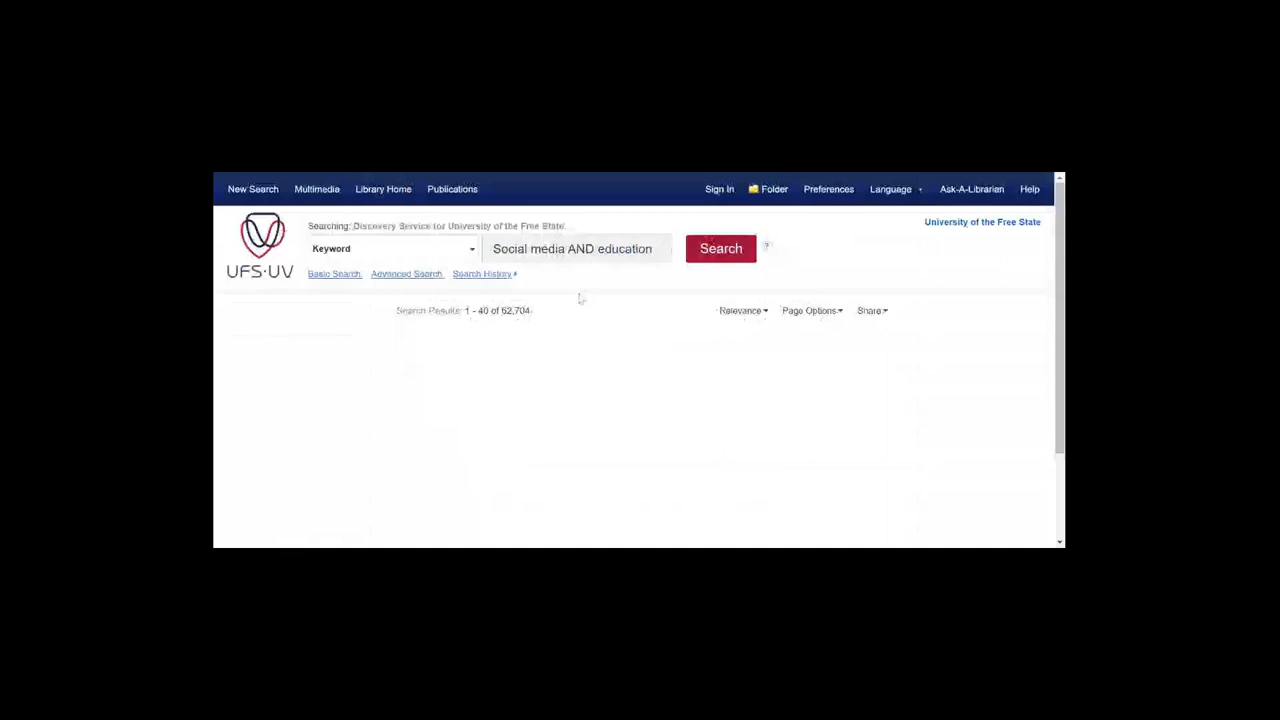 New Search Multimedia Library Home Publications Sign In Folder Preferences Language Ask-A-Librarian Help
Searching: Discovery Service for University of the Free State
University of the Free State
Keyword Social media AND education Search ?
UFS·UV
Basic Search Advanced Search Search History
Search Results: 1 - 40 of 62,704 Relevance Page Options Share